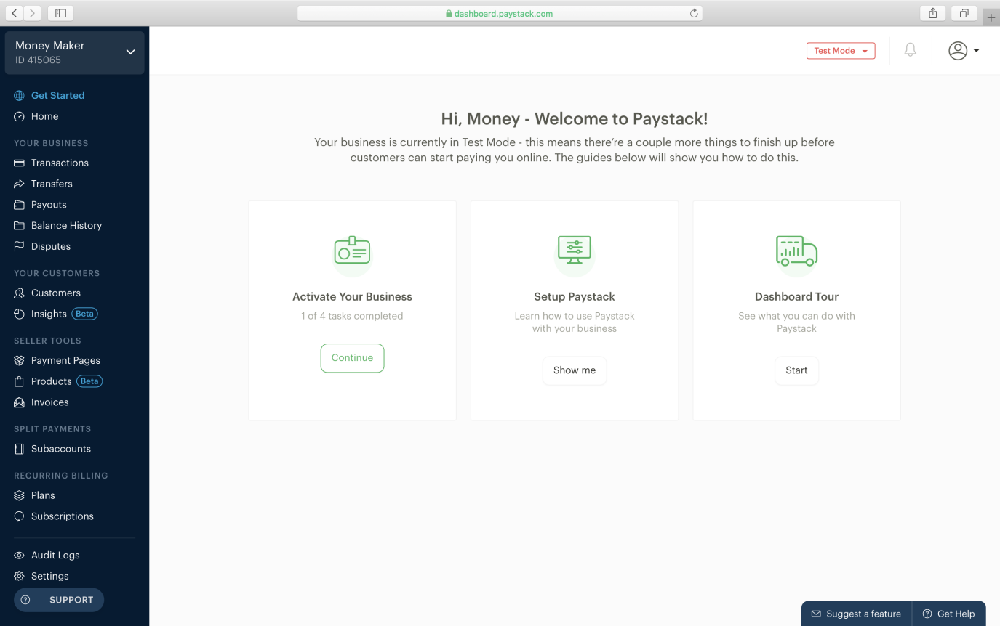 dashboard.paystack.com
Money Maker
ID 415065
Test Mode
Get Started
Home
YOUR BUSINESS
Transactions
Transfers
Payouts
Balance History
Disputes
YOUR CUSTOMERS
Customers
Insights Beta
SELLER TOOLS
Payment Pages
Products Beta
Invoices
SPLIT PAYMENTS
Subaccounts
RECURRING BILLING
Plans
Subscriptions
Audit Logs
Settings
SUPPORT
Hi, Money - Welcome to Paystack!
Your business is currently in Test Mode - this means there’re a couple more things to finish up before
customers can start paying you online. The guides below will show you how to do this.
Activate Your Business
1 of 4 tasks completed
Continue
Setup Paystack
Learn how to use Paystack
with your business
Show me
Dashboard Tour
See what you can do with
Paystack
Start
Suggest a feature
Get Help